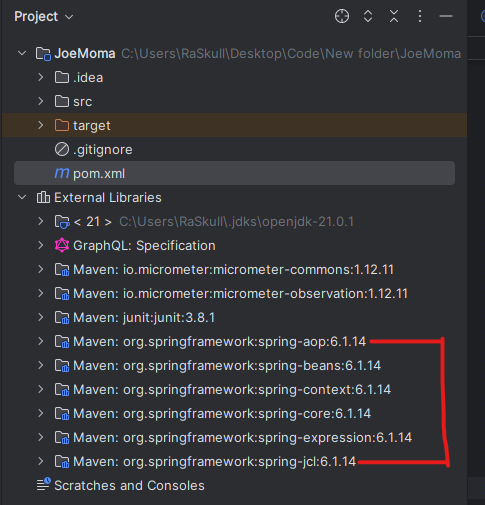 Project
JoeMoma C:\Users\RaSkull\Desktop\Code\New folder\JoeMoma
.idea
src
target
.gitignore
m pom.xml
External Libraries
< 21 > C:\Users\RaSkull\.jdks\openjdk-21.0.1
GraphQL: Specification
Maven: io.micrometer:micrometer-commons:1.12.11
Maven: io.micrometer:micrometer-observation:1.12.11
Maven: junit:junit:3.8.1
Maven: org.springframework:spring-aop:6.1.14
Maven: org.springframework:spring-beans:6.1.14
Maven: org.springframework:spring-context:6.1.14
Maven: org.springframework:spring-core:6.1.14
Maven: org.springframework:spring-expression:6.1.14
Maven: org.springframework:spring-jcl:6.1.14
Scratches and Consoles